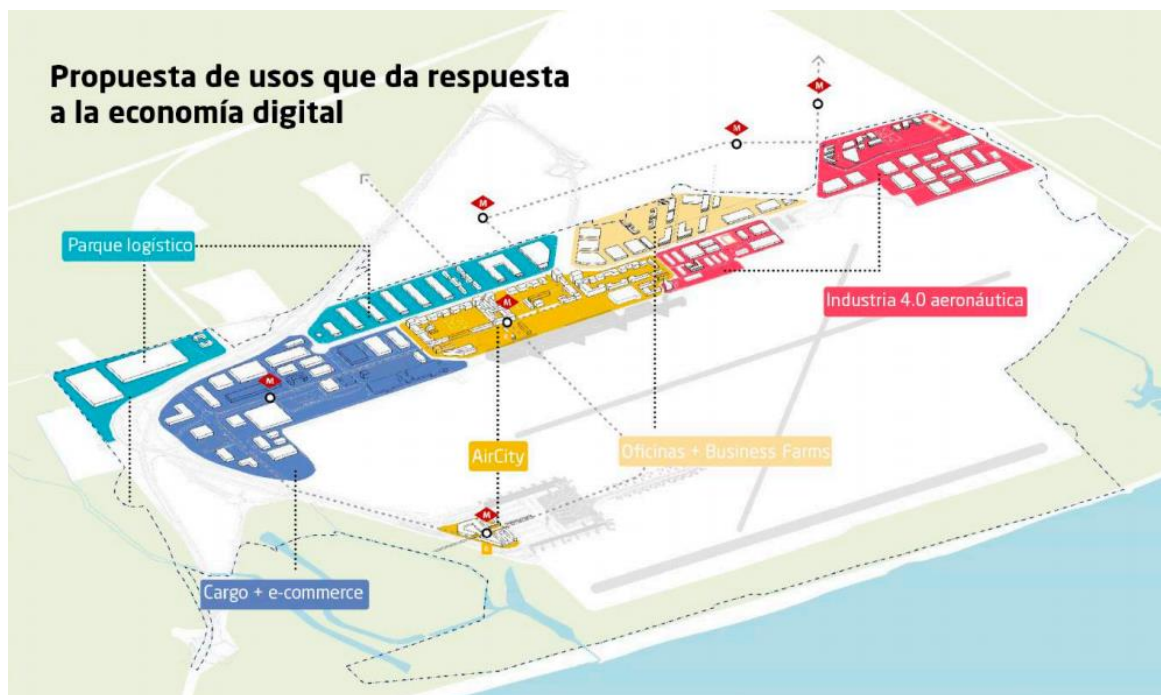 Propuesta de usos que da respuesta
a la economía digital
M
M
M
Parque logístico
Industria 4.0 aeronáutica
M
M
AirCity
Oficinas + Business Farms
M
Cargo + e-commerce